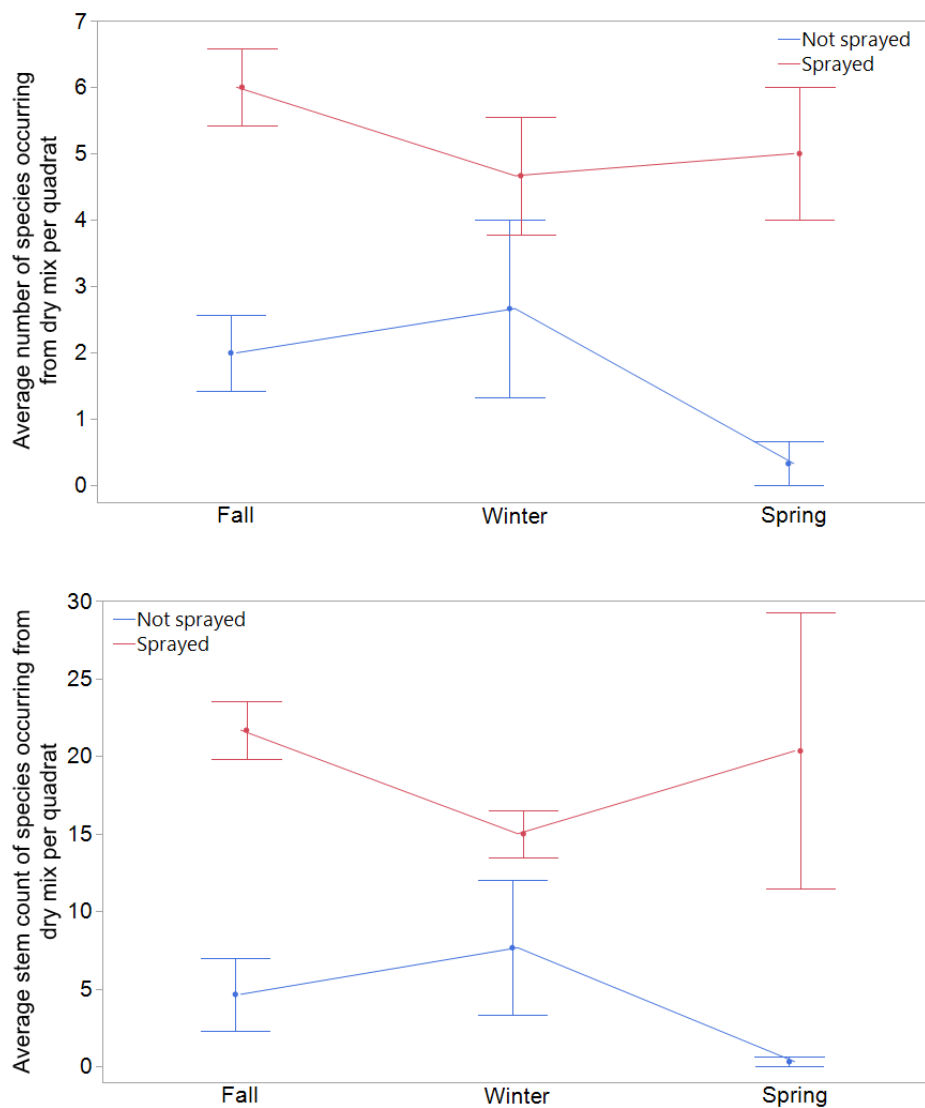 7
6
5
4
3
2
1
0
Average number of species occurring
from dry mix per quadrat
Not sprayed
Sprayed
Fall Winter Spring
30
25
20
15
10
5
0
Average stem count of species occurring from
dry mix per quadrat
Not sprayed
Sprayed
Fall Winter Spring